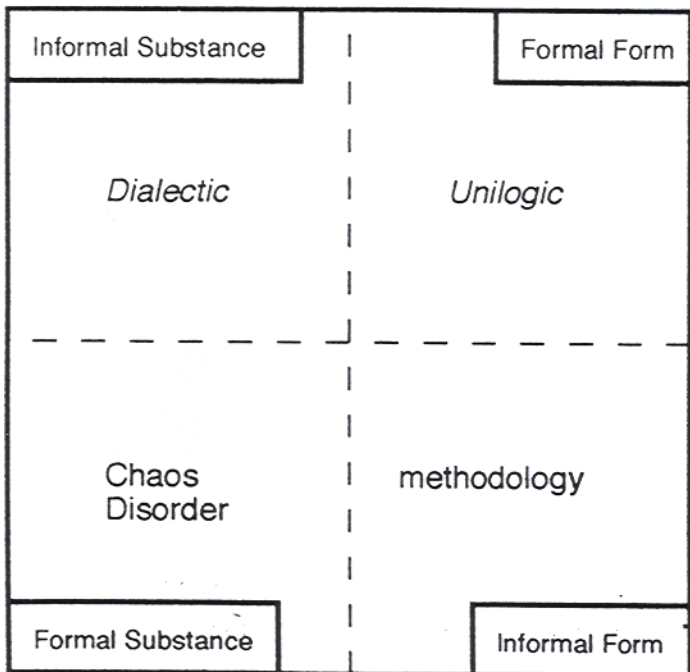 Informal Substance
Formal Form
Dialectic
Unilogic
Chaos
Disorder
methodology
Formal Substance
Informal Form